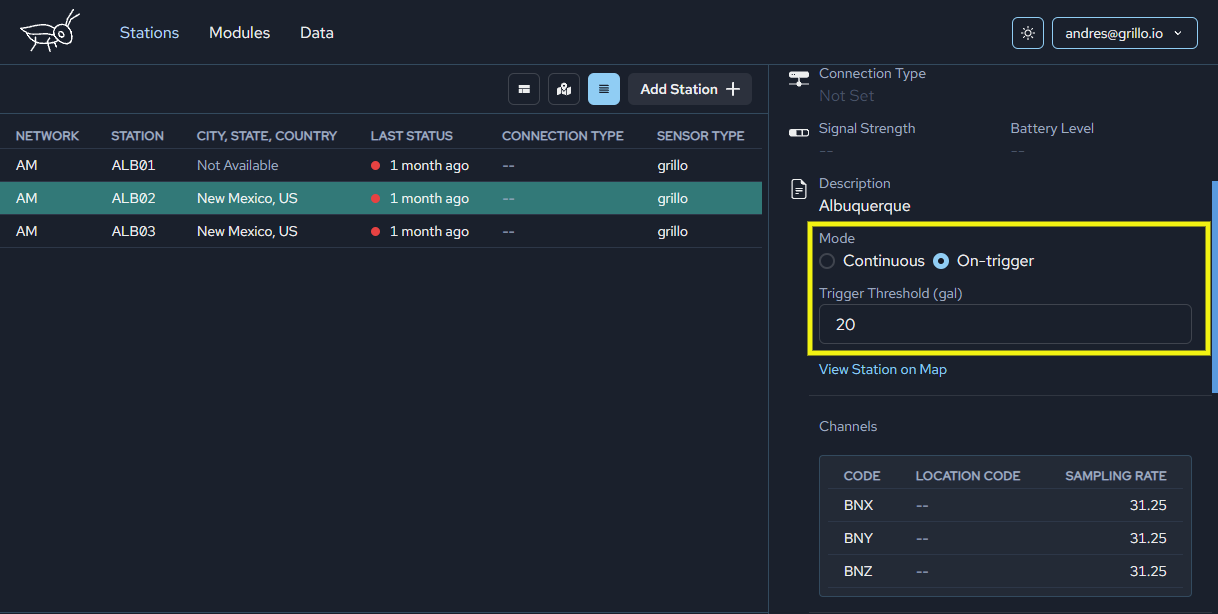 Stations Modules Data andres@grillo.io
Add Station
NETWORK STATION CITY, STATE, COUNTRY LAST STATUS CONNECTION TYPE SENSOR TYPE
AM ALB01 Not Available 1 month ago -- grillo
AM ALB02 New Mexico, US 1 month ago -- grillo
AM ALB03 New Mexico, US 1 month ago -- grillo
Connection Type
Not Set
Signal Strength Battery Level
-- --
Description
Albuquerque
Mode
Continuous On-trigger
Trigger Threshold (gal)
20
View Station on Map
Channels
CODE LOCATION CODE SAMPLING RATE
BNX -- 31.25
BNY -- 31.25
BNZ -- 31.25